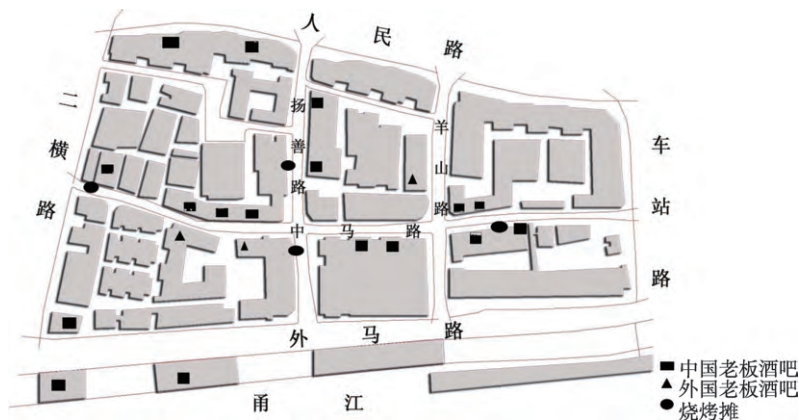 人民路
二横路
扬善路
羊山路
车站路
中马路
外马路
甬江
中国老板酒吧
外国老板酒吧
烧烤摊